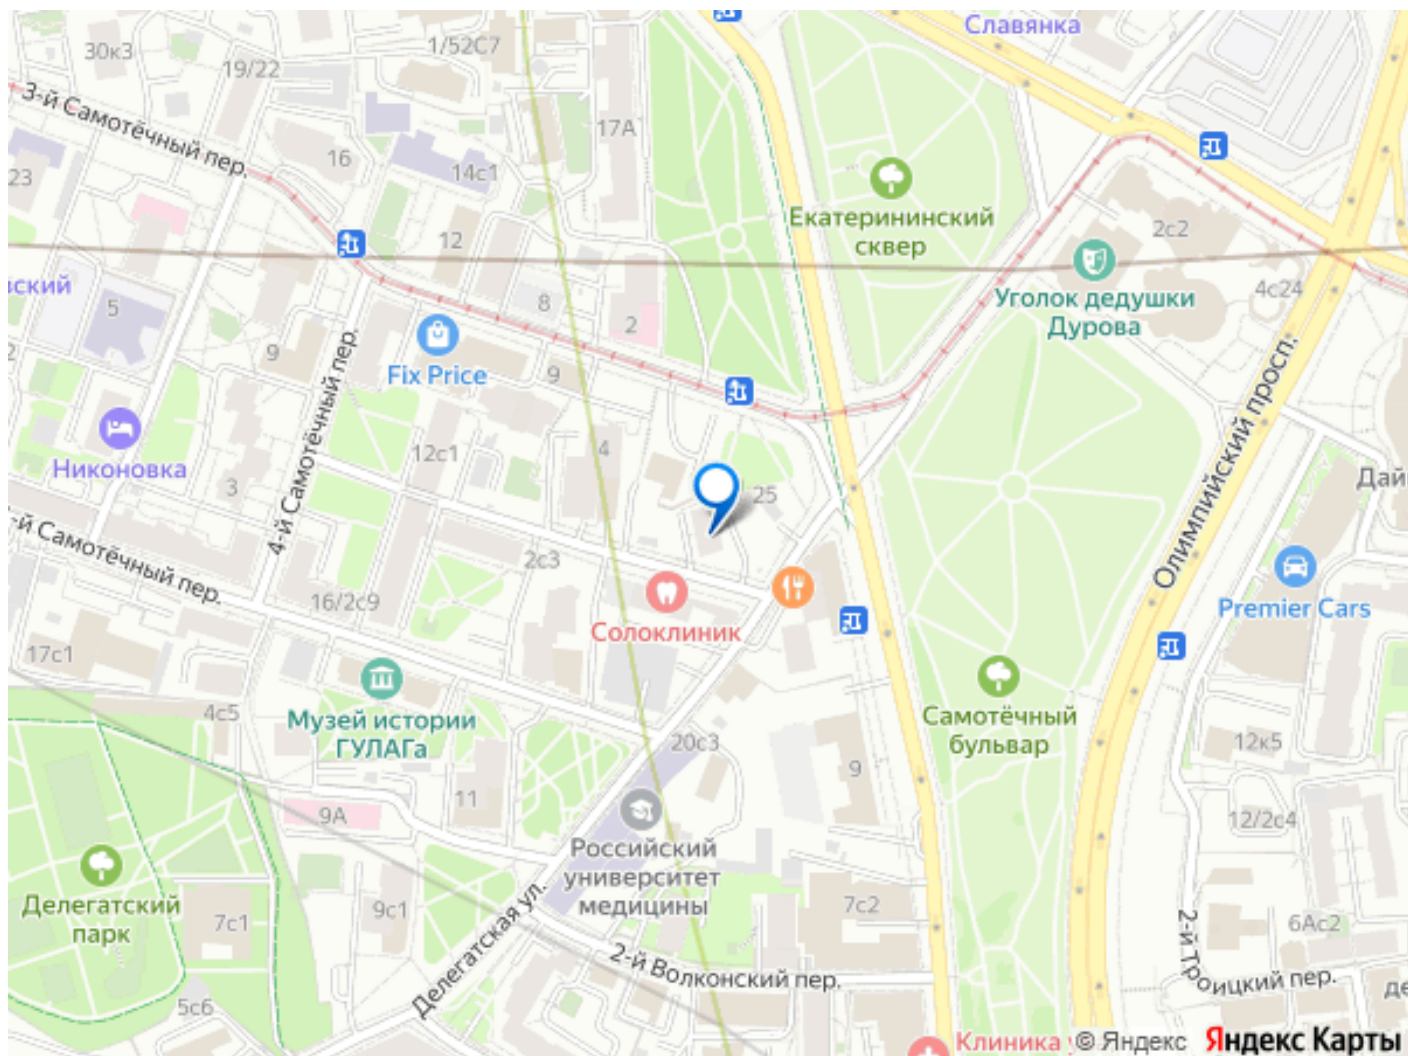 Славянка
30к3
1/52С7
19/22
3-й Самотёчный пер.
17А
16
14с1
23
Екатерининский
сквер
2с2
12
вский
5
8
2
Уголок дедушки
Дурова
4с24
9
Fix Price
9
4-й Самотёчный пер.
Олимпийский просп.
12с1
4
Никоновка
3
25
Дай
-й Самотёчный пер.
2с3
16/2с9
Солоклиник
Premier Cars
17с1
4с5
Музей истории
ГУЛАГа
Самотёчный
бульвар
20с3
12к5
9
11
9А
12/2с4
Российский
университет
медицины
Делегатский
парк
7с1
9с1
7с2
Делегатская ул.
2-й Волконский пер.
2-й Троицкий пер.
6Ас2
5с6
Клиника
© Яндекс
Яндекс Карты